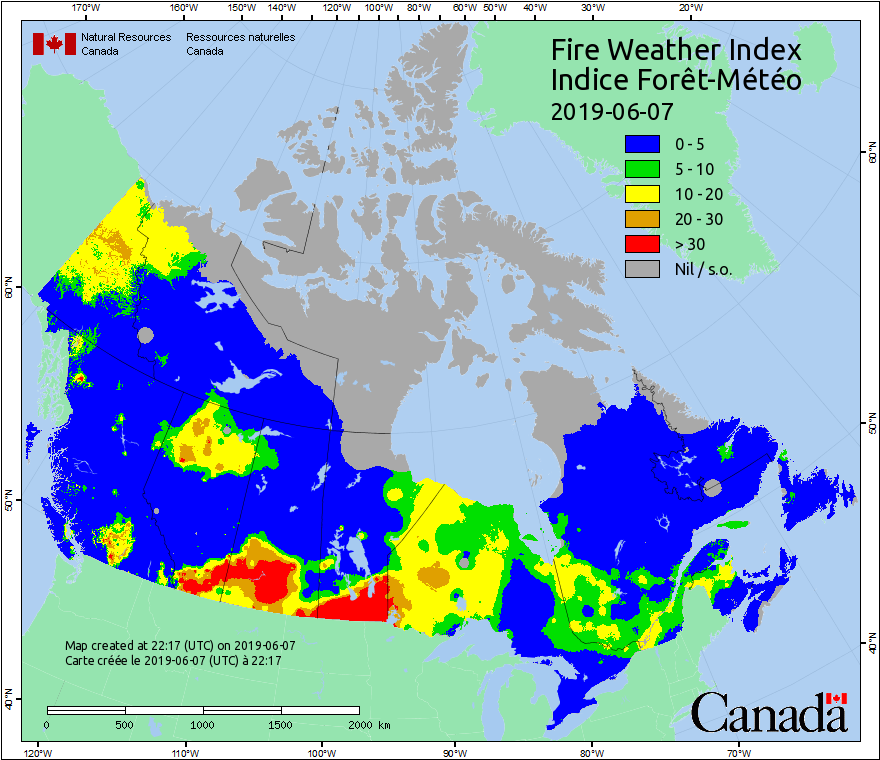 170°W 160°W 150°W 140°W 130°W 120°W 110°W 100°W 90°W 80°W 70°W 60°W 50°W 40°W 30°W 20°W
Natural Resources
Canada
Ressources naturelles
Canada
Fire Weather Index
Indice Forêt-Météo
2019-06-07
0 - 5
5 - 10
10 - 20
20 - 30
> 30
Nil / s.o.
60°N
50°N
40°N
60°N
50°N
40°N
Map created at 22:17 (UTC) on 2019-06-07
Carte créée le 2019-06-07 (UTC) à 22:17
0 500 1000 1500 2000 km
Canada
120°W 110°W 100°W 90°W 80°W 70°W